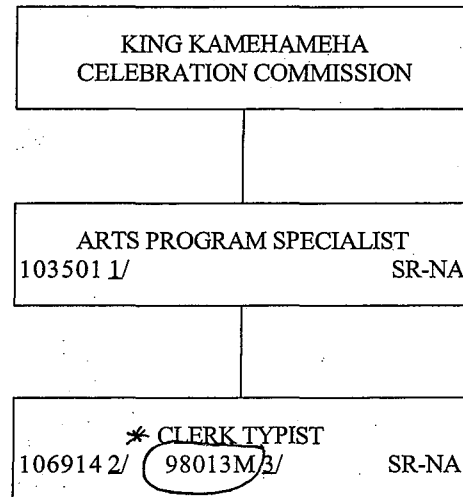 KING KAMEHAMEHA
CELEBRATION COMMISSION
ARTS PROGRAM SPECIALIST
103501 1/ SR-NA
* CLERK TYPIST
106914 2/ 98013M 3/ SR-NA